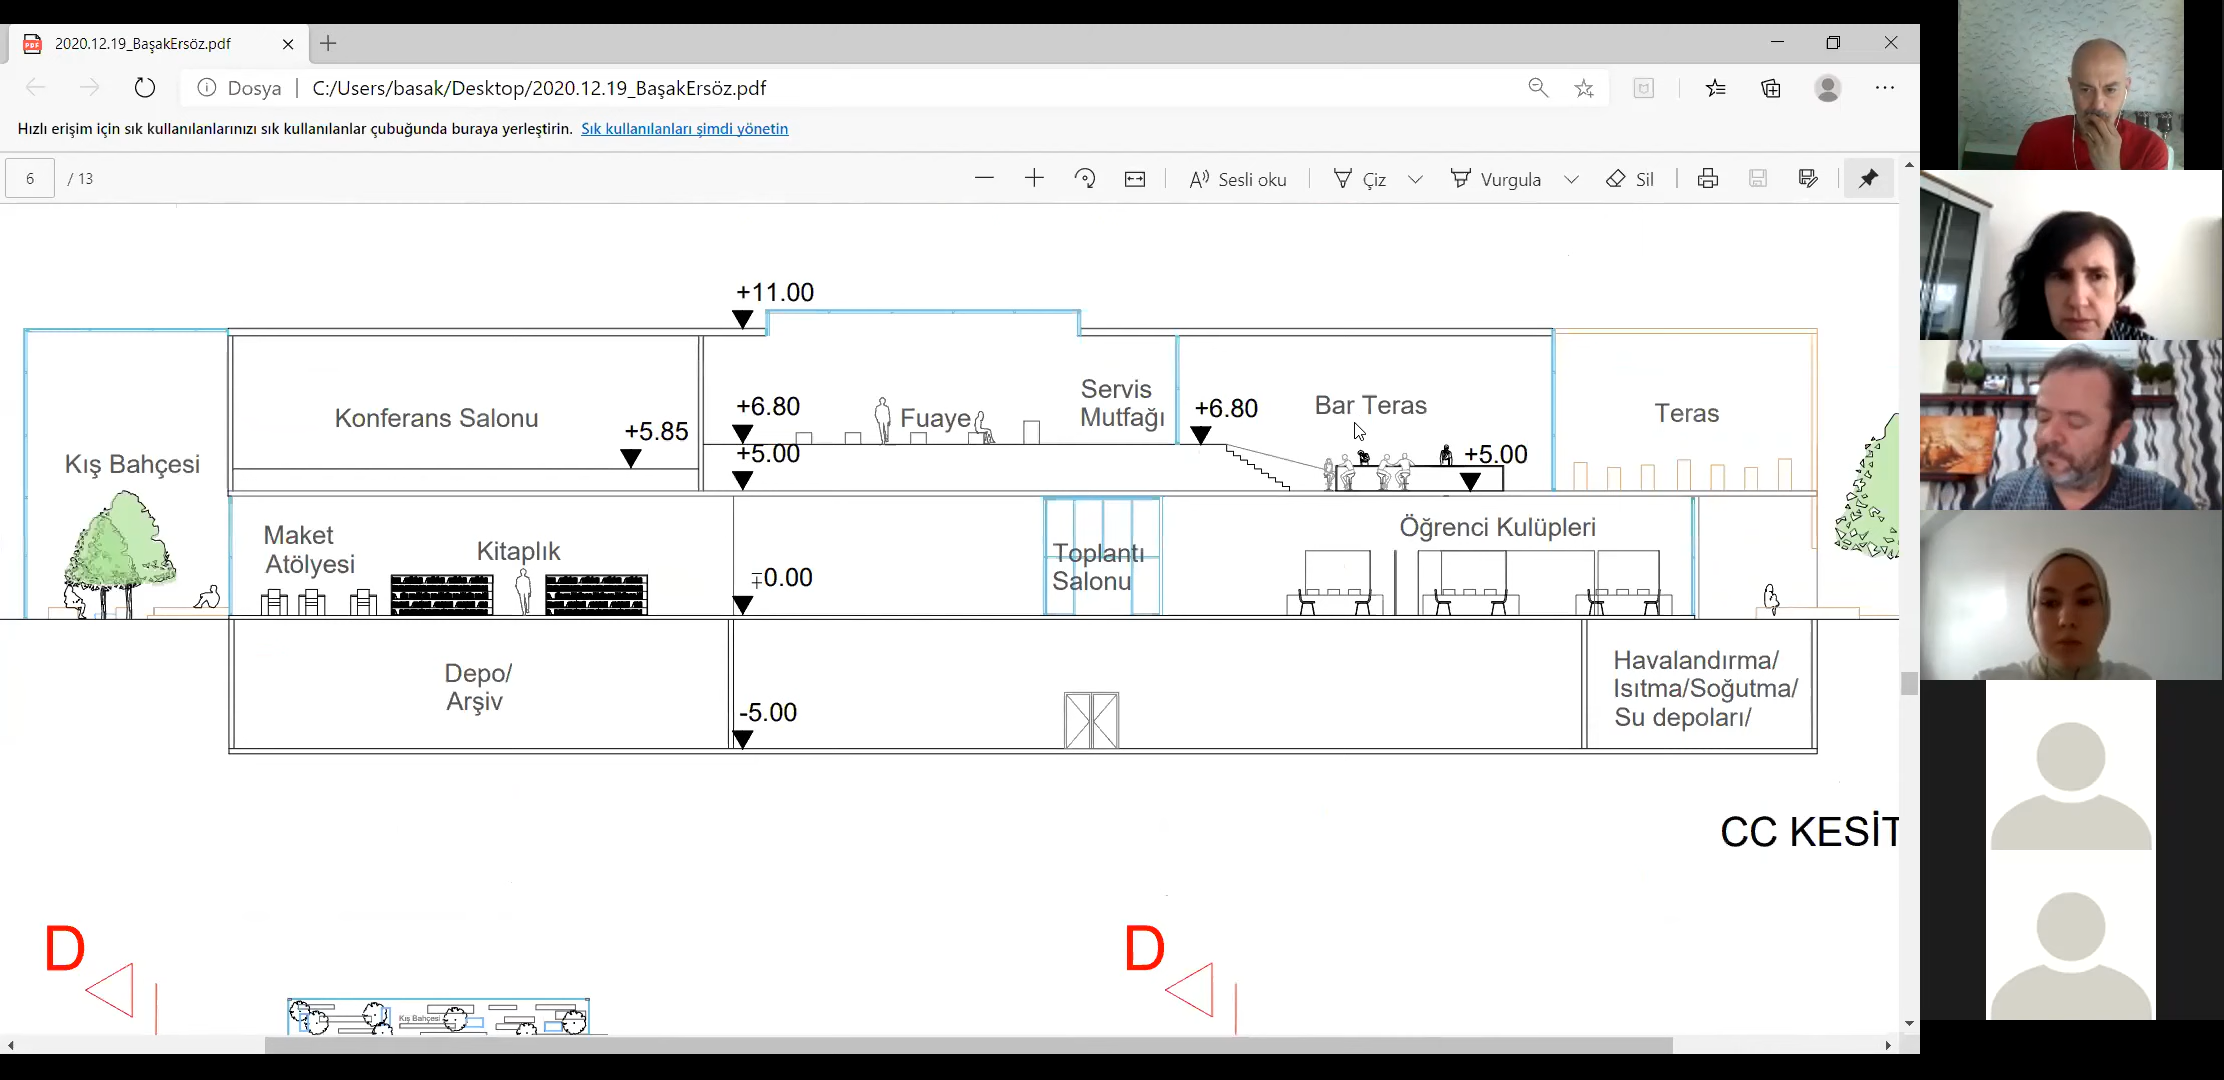 2020.12.19_BaşakErsöz.pdf
Dosya | C:/Users/basak/Desktop/2020.12.19_BaşakErsöz.pdf
Hızlı erişim için sık kullanılanlarınızı sık kullanılanlar çubuğunda buraya yerleştirin. Sık kullanılanları şimdi yönetin
6 / 13
Sesli oku
Çiz
Vurgula
Sil
+11.00
Konferans Salonu
+5.85
+6.80
+5.00
Fuaye
Servis
Mutfağı
+6.80
Bar Teras
+5.00
Teras
Kış Bahçesi
Maket
Atölyesi
Kitaplık
∓0.00
Toplantı
Salonu
Öğrenci Kulüpleri
Depo/
Arşiv
-5.00
Havalandırma/
Isıtma/Soğutma/
Su depoları/
CC KESİT
D
D
Kış Bahçesi